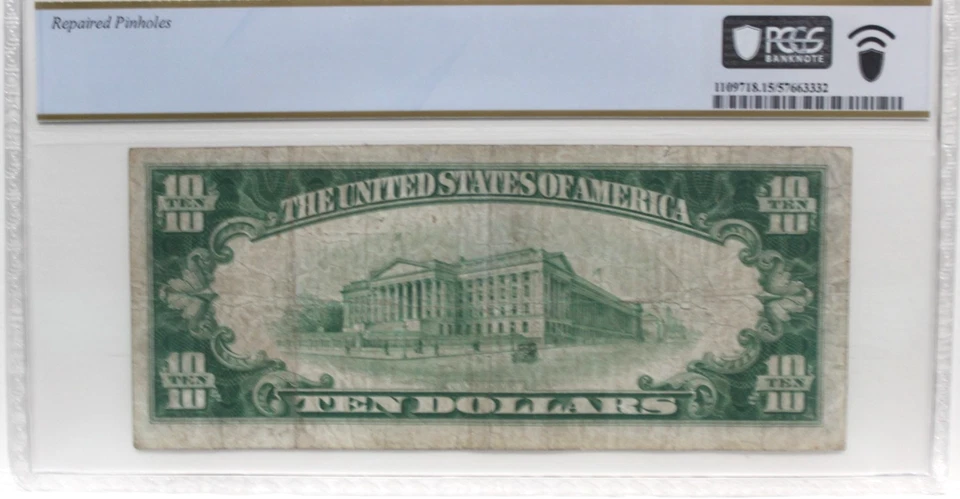 Repaired Pinholes
PCGS
BANKNOTE
1109718.15/57663332
10 TEN 10
THE UNITED STATES OF AMERICA
10 TEN 10
10 TEN 10
TEN DOLLARS
10 TEN 10